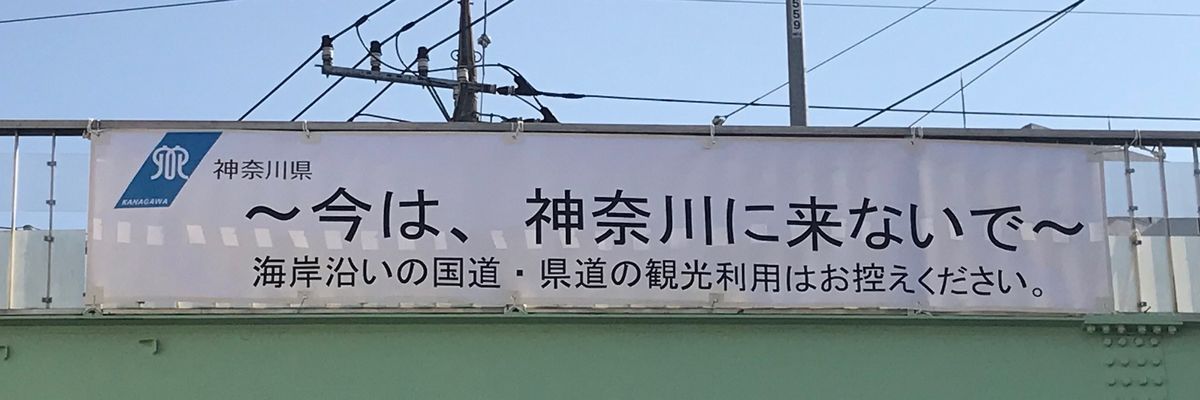 559
KANAGAWA
神奈川県
～今は、神奈川に来ないで～
海岸沿いの国道・県道の観光利用はお控えください。